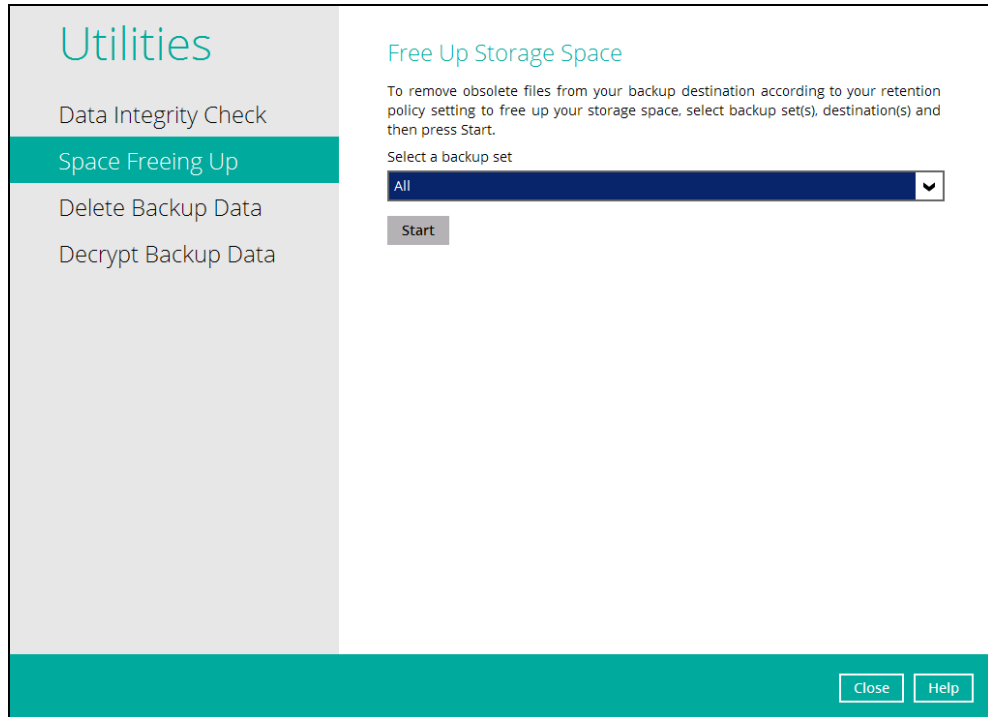 Utilities
Data Integrity Check
Space Freeing Up
Delete Backup Data
Decrypt Backup Data
Free Up Storage Space
To remove obsolete files from your backup destination according to your retention
policy setting to free up your storage space, select backup set(s), destination(s) and
then press Start.
Select a backup set
All
Start
Close
Help